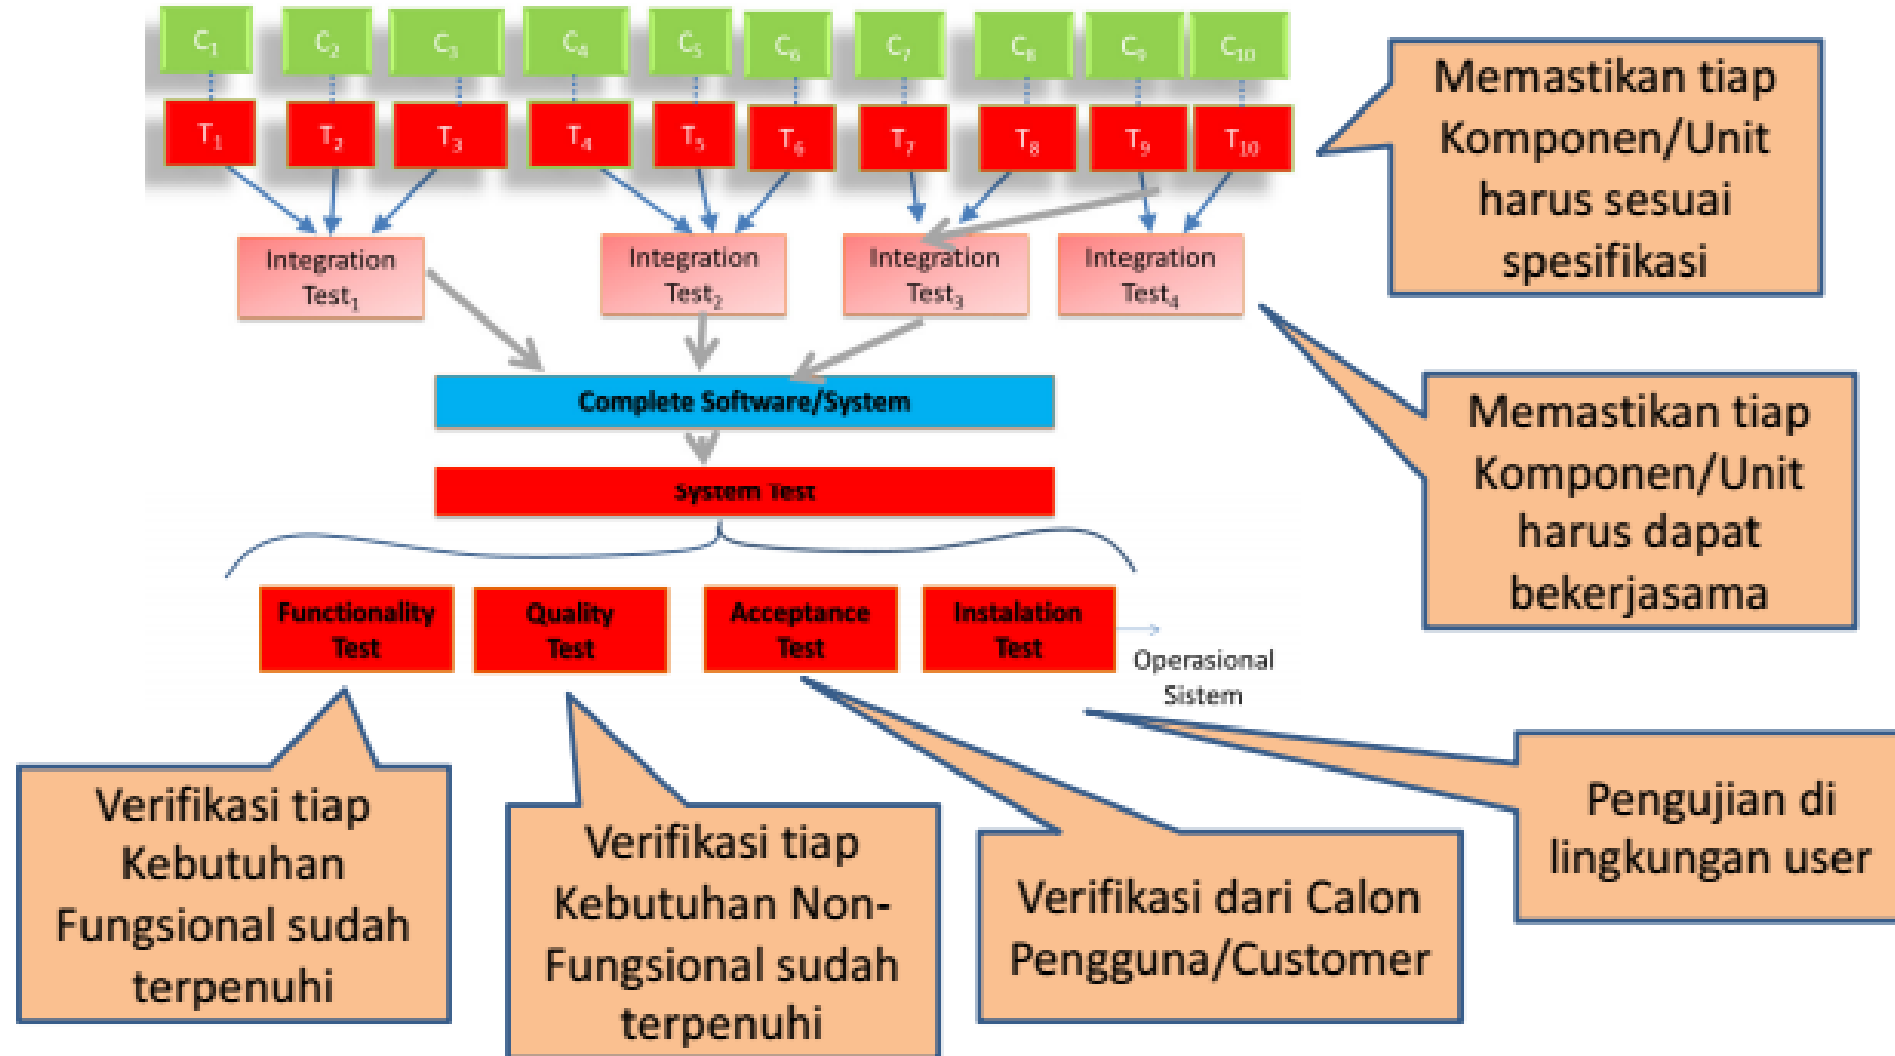 C₁ C₂ C₃ C₄ C₅ C₆ C₇ C₈ C₉ C₁₀
T₁ T₂ T₃ T₄ T₅ T₆ T₇ T₈ T₉ T₁₀
Memastikan tiap
Komponen/Unit
harus sesuai
spesifikasi
Integration
Test₁
Integration
Test₂
Integration
Test₃
Integration
Test₄
Memastikan tiap
Komponen/Unit
harus dapat
bekerjasama
Complete Software/System
System Test
Functionality
Test
Quality
Test
Acceptance
Test
Instalation
Test
Operasional
Sistem
Verifikasi tiap
Kebutuhan
Fungsional sudah
terpenuhi
Verifikasi tiap
Kebutuhan Non-
Fungsional sudah
terpenuhi
Verifikasi dari Calon
Pengguna/Customer
Pengujian di
lingkungan user